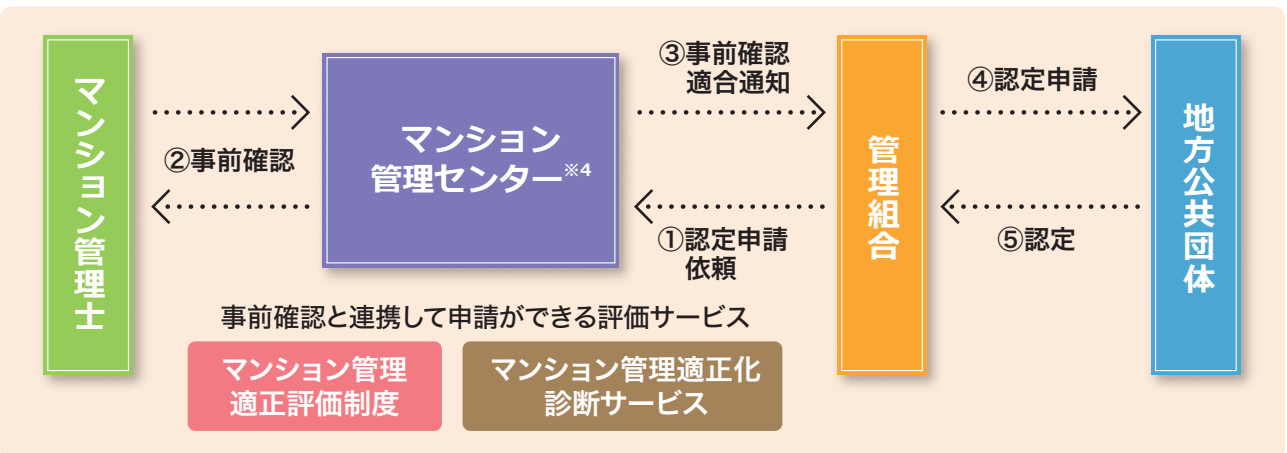 マンション管理士
②事前確認
マンション
管理センター※4
③事前確認
適合通知
①認定申請
依頼
管理組合
④認定申請
⑤認定
地方公共団体
事前確認と連携して申請ができる評価サービス
マンション管理
適正評価制度
マンション管理適正化
診断サービス